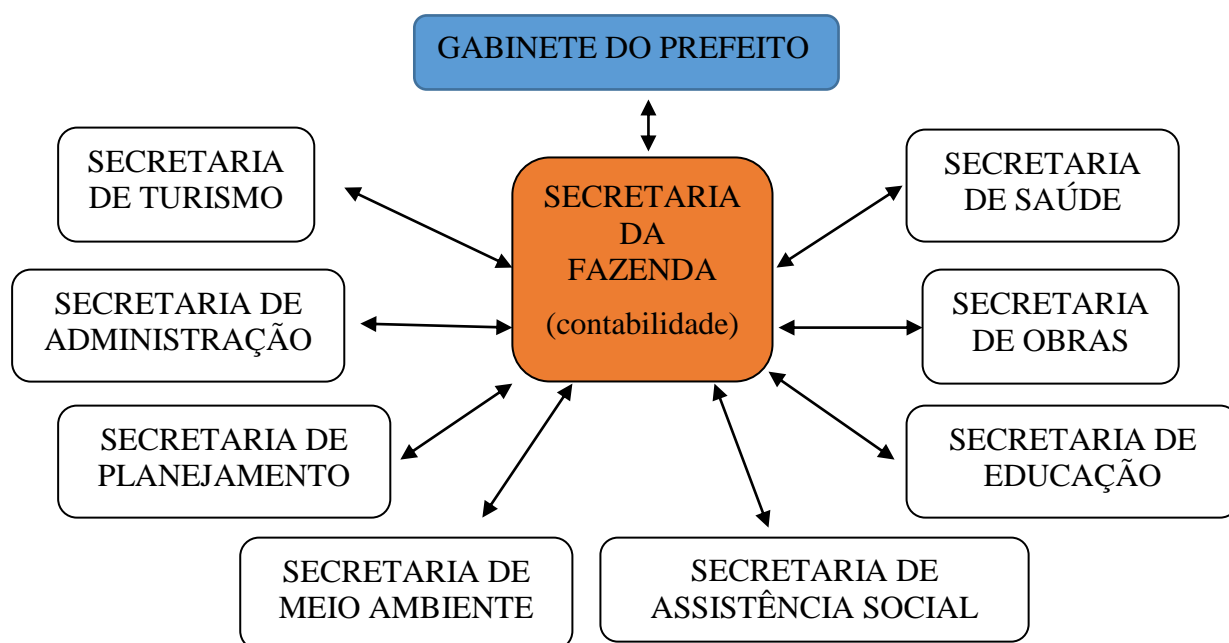 GABINETE DO PREFEITO
SECRETARIA
DE TURISMO
SECRETARIA
DA
FAZENDA
(contabilidade)
SECRETARIA
DE SAÚDE
SECRETARIA DE
ADMINISTRAÇÃO
SECRETARIA
DE OBRAS
SECRETARIA DE
PLANEJAMENTO
SECRETARIA DE
EDUCAÇÃO
SECRETARIA DE
MEIO AMBIENTE
SECRETARIA DE
ASSISTÊNCIA SOCIAL